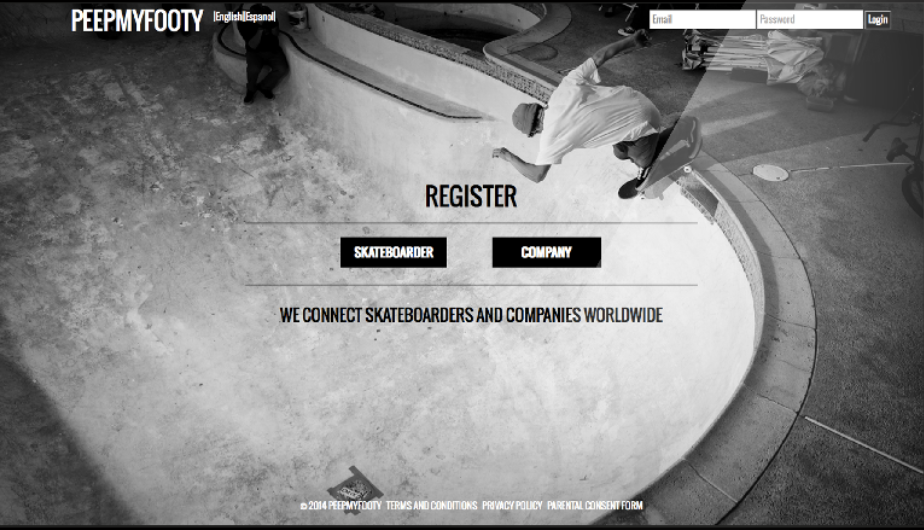 PEEPMYFOOTY |English||Espanol| Email Password Login
REGISTER
SKATEBOARDER COMPANY
WE CONNECT SKATEBOARDERS AND COMPANIES WORLDWIDE
© 2014 PEEPMYFOOTY TERMS AND CONDITIONS PRIVACY POLICY PARENTAL CONSENT FORM